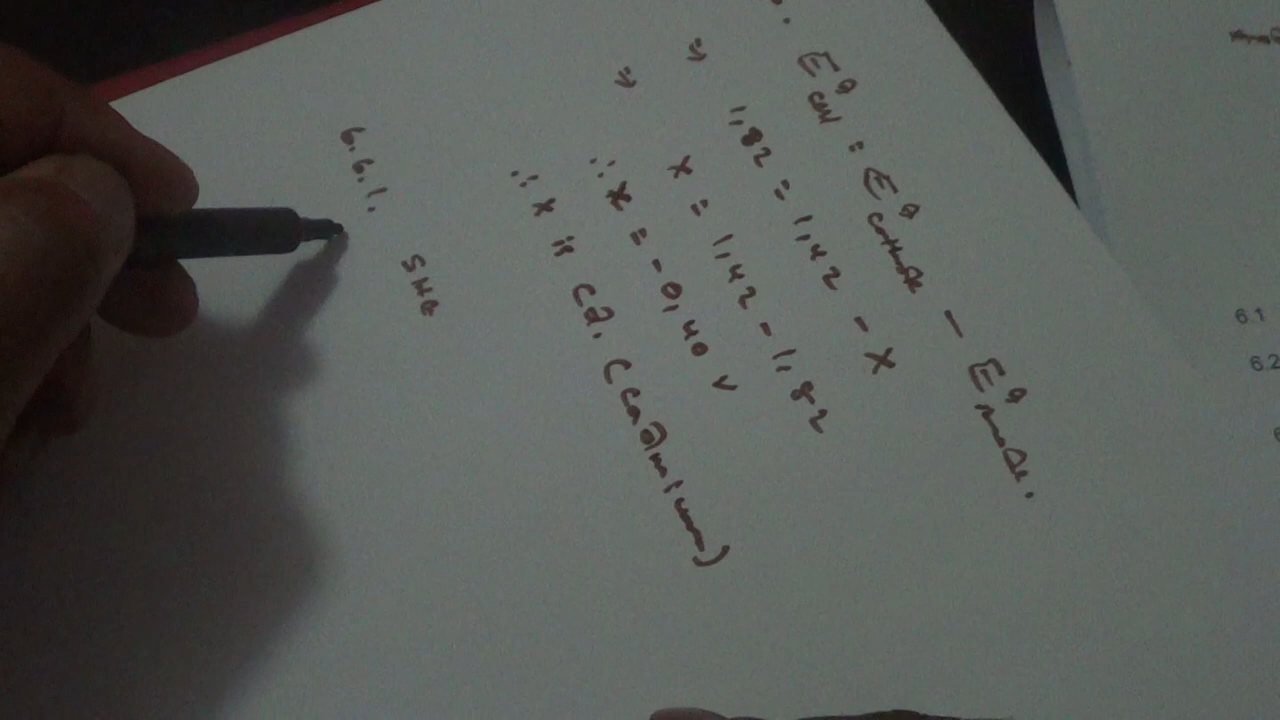 E°cell = E°cathode - E°anode.
⇒ 1,82 = 1,42 - x
⇒ x = 1,42 - 1,82
∴ x = -0,40 V
∴ x is Cd. (Cadmium)
6.6.1. SHE
6.1
6.2